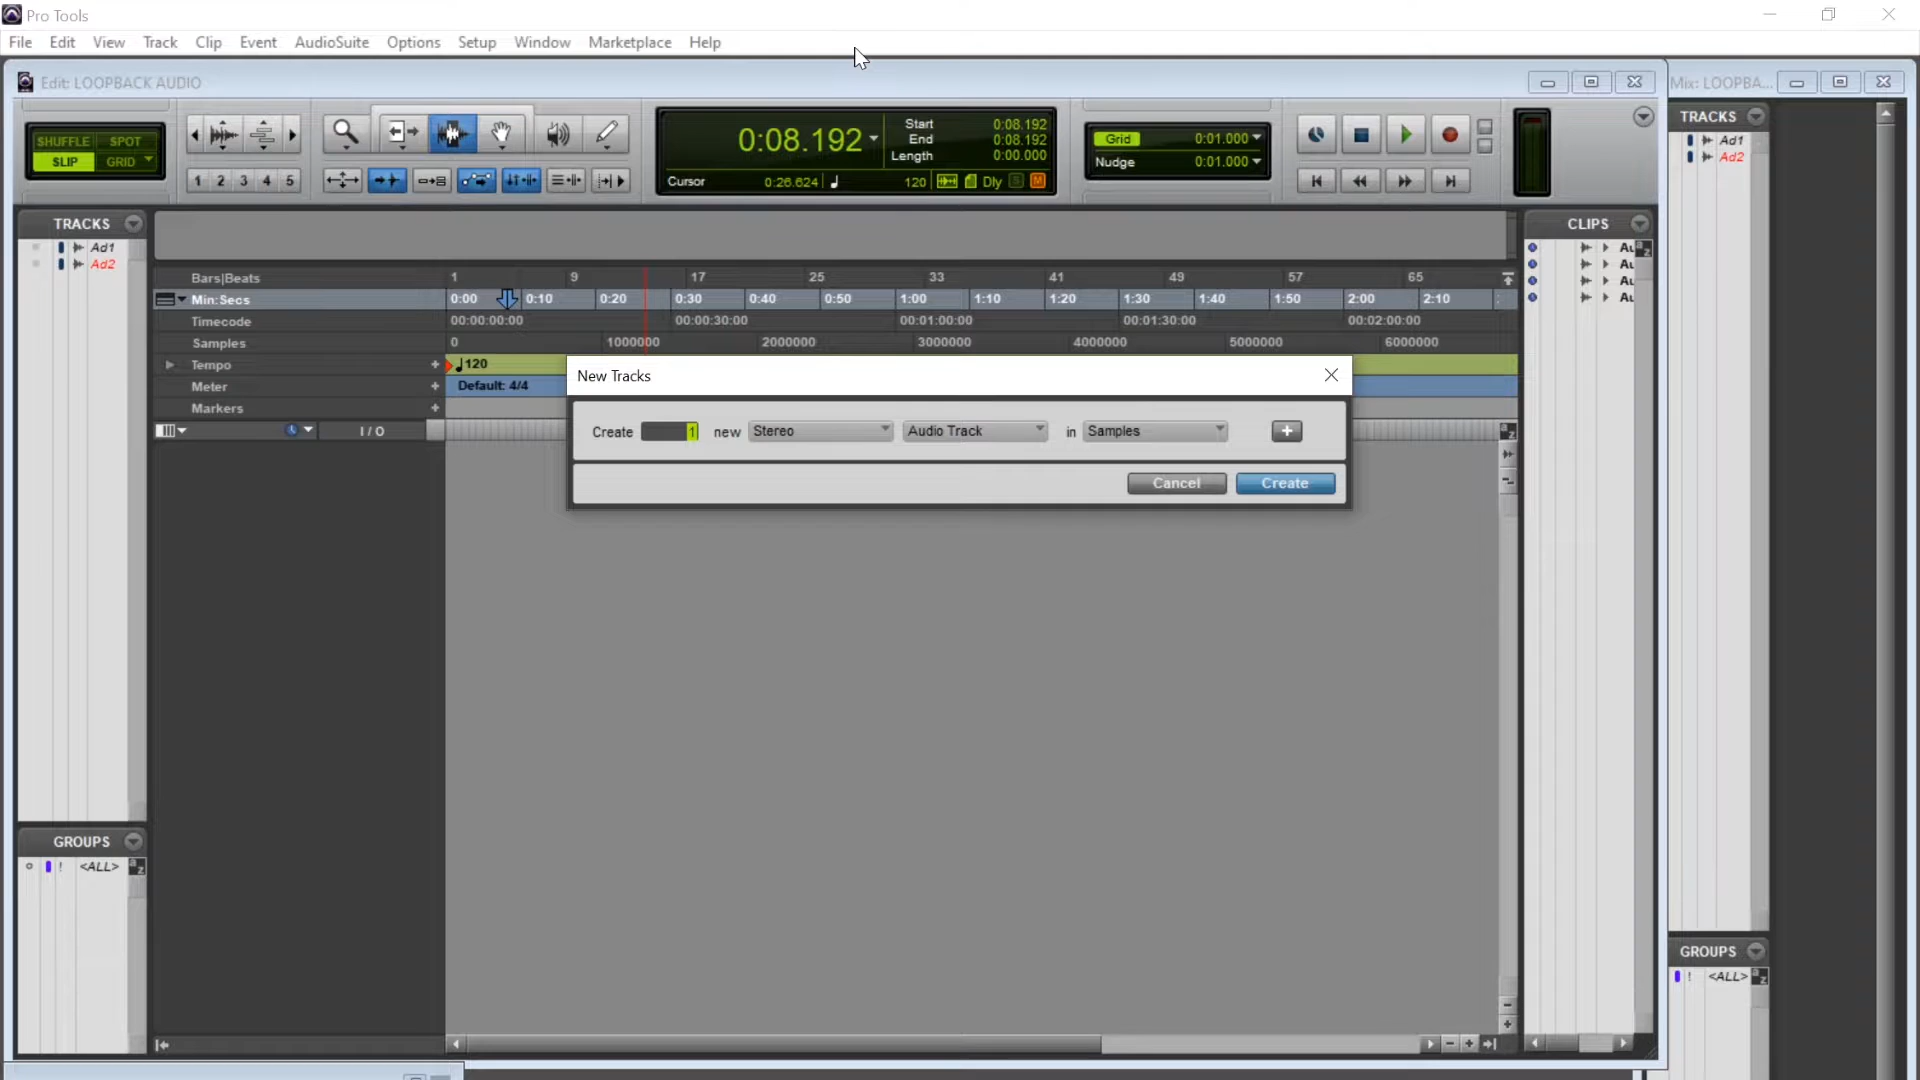 Pro Tools
File Edit View Track Clip Event AudioSuite Options Setup Window Marketplace Help
Edit: LOOPBACK AUDIO
Mix: LOOPBA...
SHUFFLE SPOT
SLIP GRID
1 2 3 4 5
0:08.192
Start 0:08.192
End 0:08.192
Length 0:00.000
Cursor 0:26.624 120 Dly S M
Grid 0:01.000
Nudge 0:01.000
TRACKS
Ad1
Ad2
TRACKS
Ad1
Ad2
CLIPS
Au
Au
Au
Au
Bars|Beats 1 9 17 25 33 41 49 57 65
Min:Secs 0:00 0:10 0:20 0:30 0:40 0:50 1:00 1:10 1:20 1:30 1:40 1:50 2:00 2:10
Timecode 00:00:00:00 00:00:30:00 00:01:00:00 00:01:30:00 00:02:00:00
Samples 0 1000000 2000000 3000000 4000000 5000000 6000000
Tempo + 120
Meter + Default: 4/4
Markers +
I / O
New Tracks
Create 1 new Stereo Audio Track in Samples +
Cancel Create
GROUPS
! <ALL>
GROUPS
! <ALL>